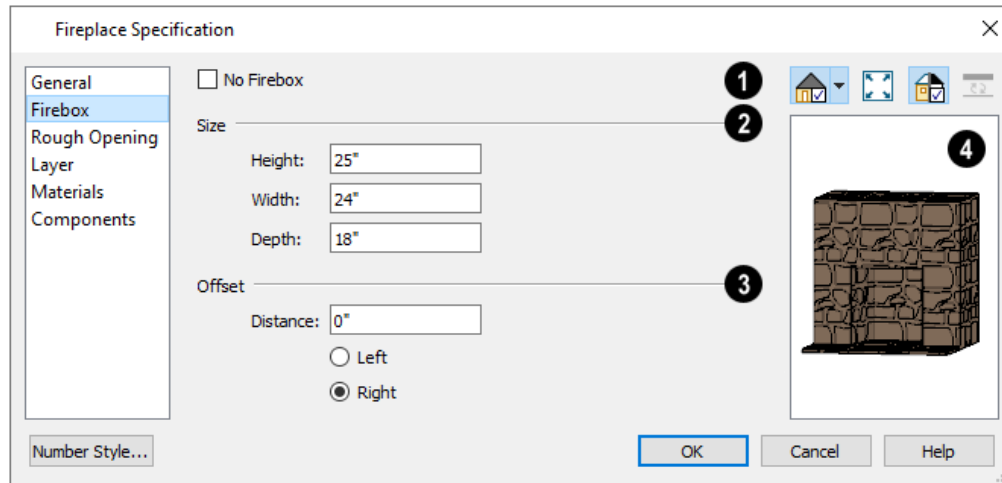 Fireplace Specification
General
Firebox
Rough Opening
Layer
Materials
Components
No Firebox
1
Size
2
Height: 25"
Width: 24"
Depth: 18"
Offset
3
Distance: 0"
Left
Right
4
Number Style...
OK
Cancel
Help